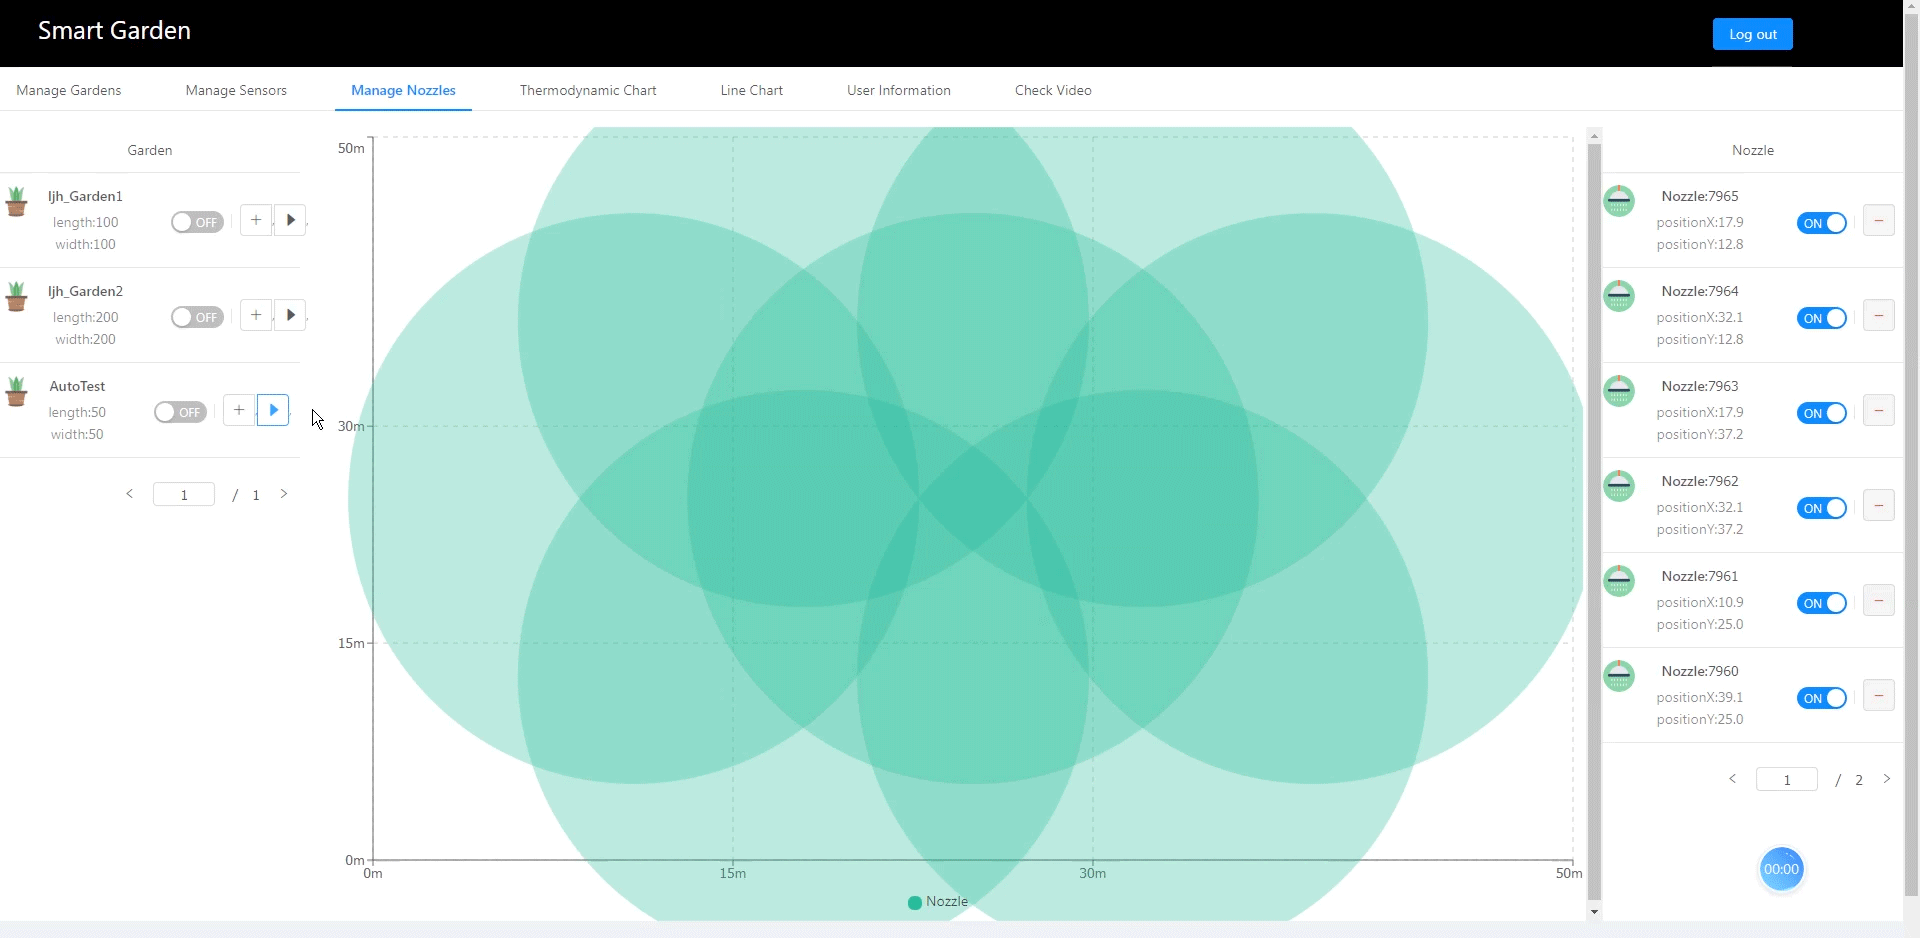 Smart Garden
Log out
Manage Gardens
Manage Sensors
Manage Nozzles
Thermodynamic Chart
Line Chart
User Information
Check Video
Garden
ljh_Garden1
length:100
width:100
OFF
+
ljh_Garden2
length:200
width:200
OFF
+
AutoTest
length:50
width:50
OFF
+
< 1 / 1 >
50m
30m
15m
0m
0m
15m
30m
50m
Nozzle
Nozzle
Nozzle:7965
positionX:17.9
positionY:12.8
ON
−
Nozzle:7964
positionX:32.1
positionY:12.8
ON
−
Nozzle:7963
positionX:17.9
positionY:37.2
ON
−
Nozzle:7962
positionX:32.1
positionY:37.2
ON
−
Nozzle:7961
positionX:10.9
positionY:25.0
ON
−
Nozzle:7960
positionX:39.1
positionY:25.0
ON
−
< 1 / 2 >
00:00